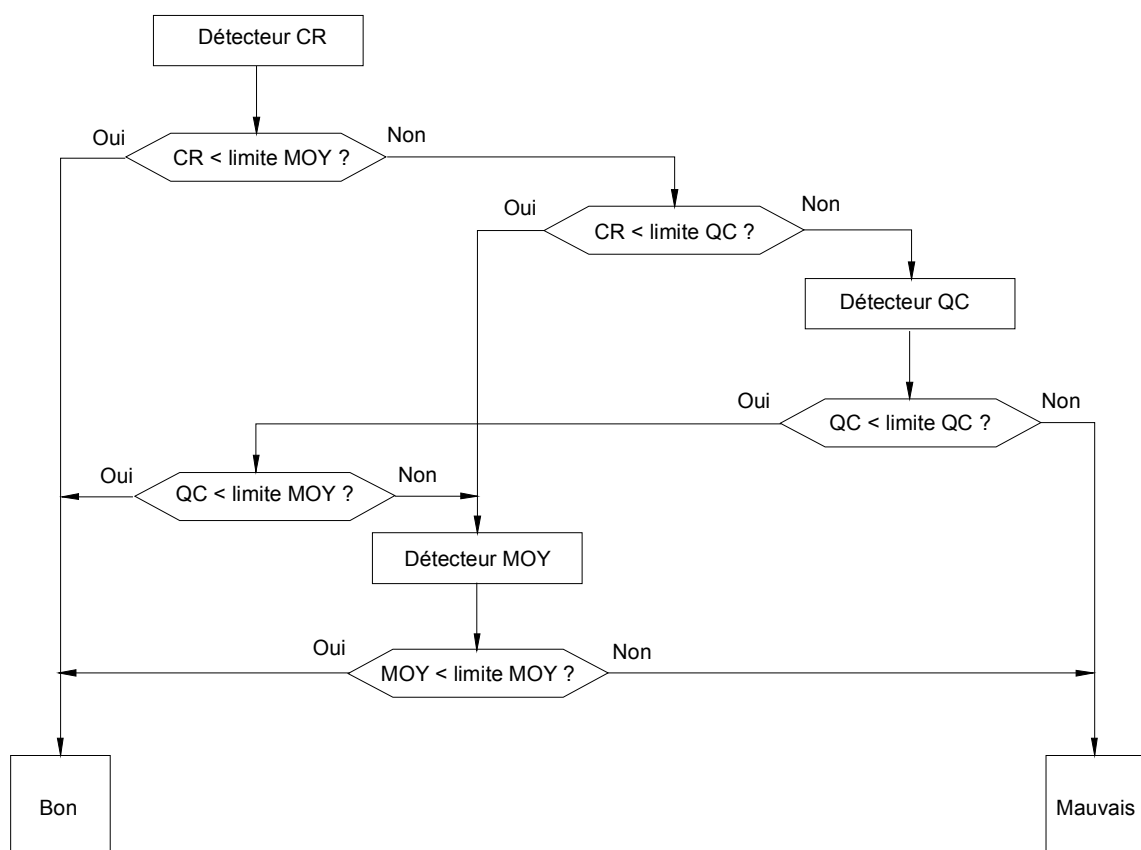 Détecteur CR
Oui
Non
CR < limite MOY ?
Oui
Non
CR < limite QC ?
Détecteur QC
Oui
Non
QC < limite QC ?
Oui
Non
QC < limite MOY ?
Détecteur MOY
Oui
Non
MOY < limite MOY ?
Bon
Mauvais